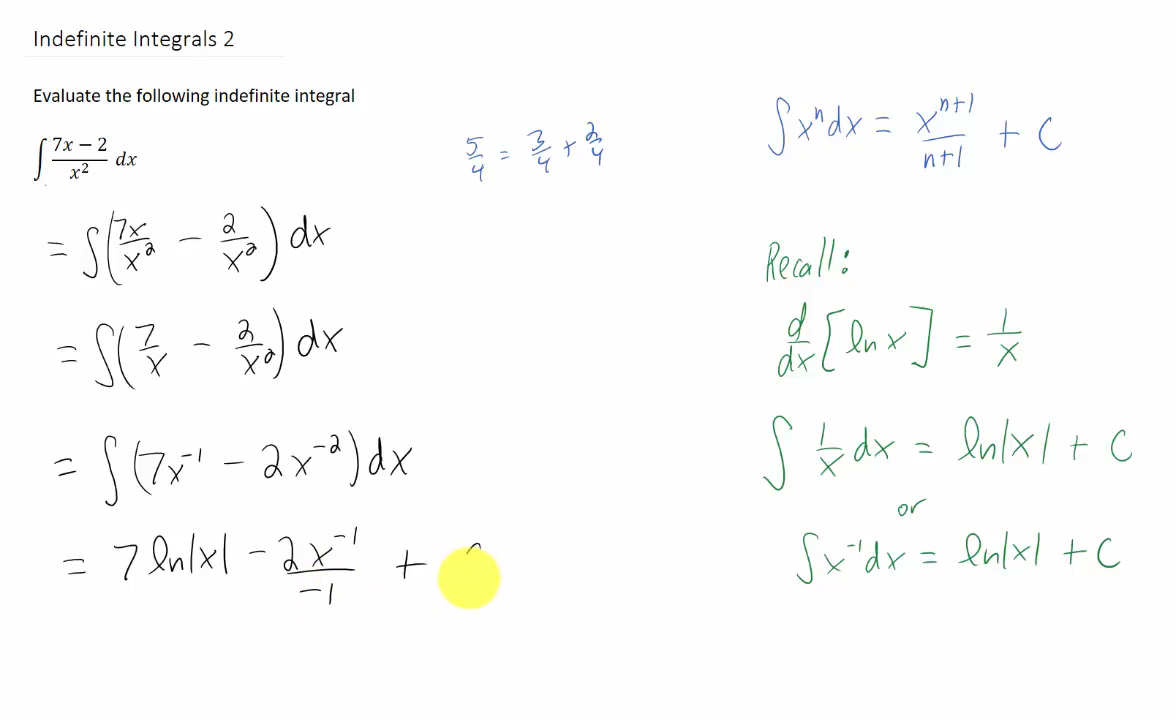 Indefinite Integrals 2
Evaluate the following indefinite integral
∫ (7x − 2)/x² dx
5/4 = 3/4 + 2/4
= ∫(7x/x² − 2/x²) dx
= ∫(7/x − 2/x²) dx
= ∫(7x⁻¹ − 2x⁻²) dx
= 7 ln|x| − 2x⁻¹/−1 +
∫xⁿdx = xⁿ⁺¹/n+1 + C
Recall:
d/dx [ln x] = 1/x
∫ 1/x dx = ln|x| + C
or
∫x⁻¹dx = ln|x| + C